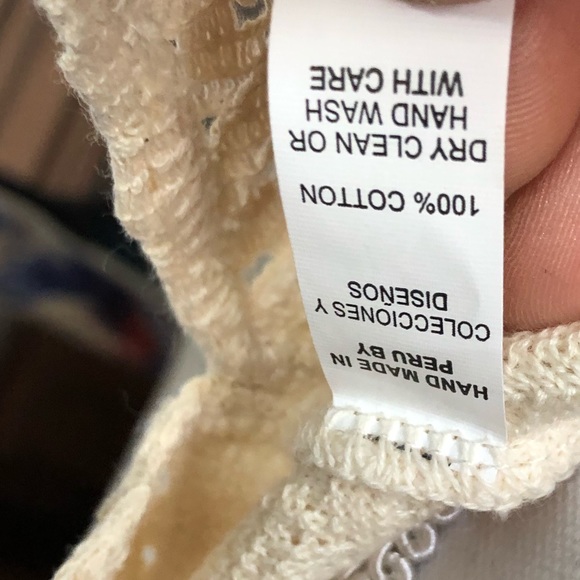 HAND MADE IN
PERU BY
COLECCIONES Y
DISEÑOS
100% COTTON
DRY CLEAN OR
HAND WASH
WITH CARE